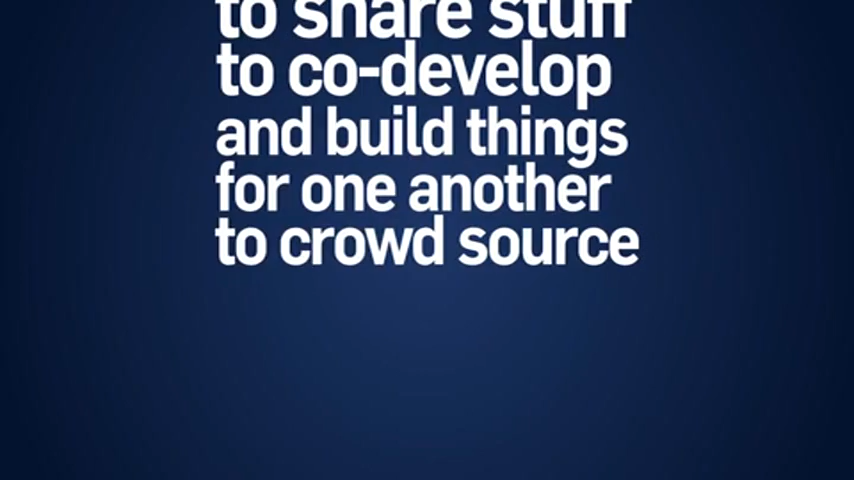 to share stuff
to co-develop
and build things
for one another
to crowd source